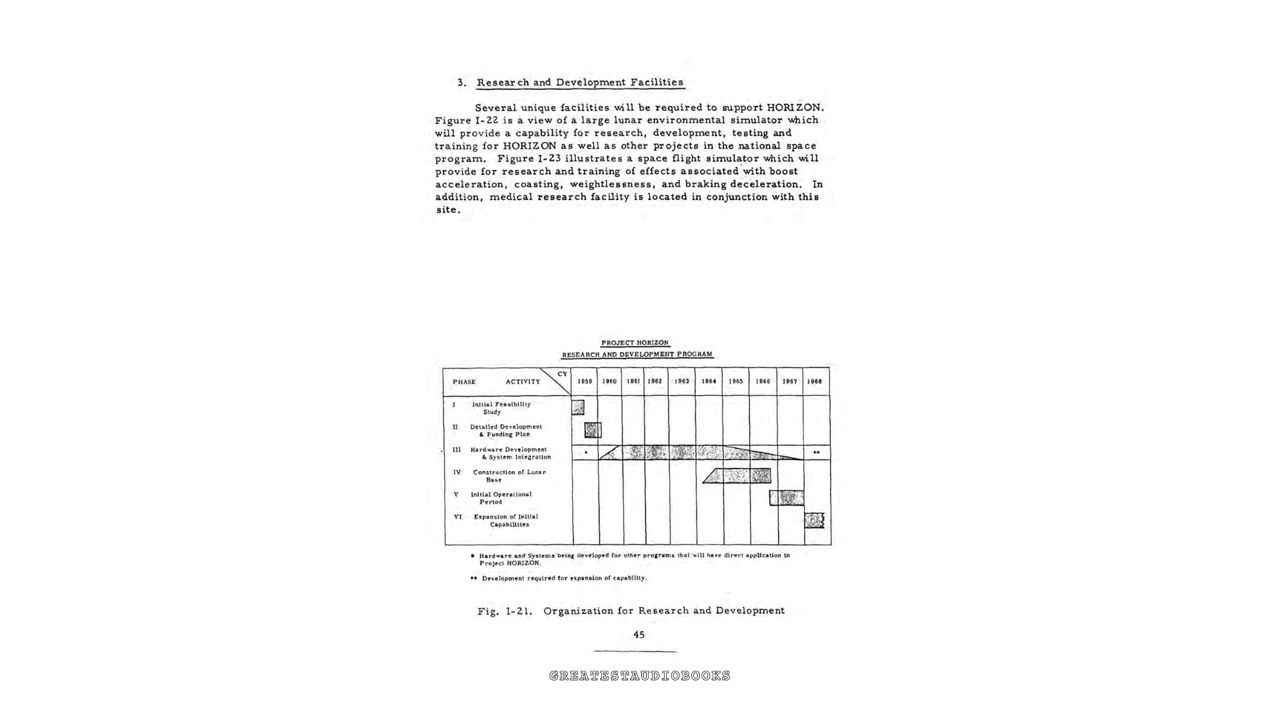 3. Research and Development Facilities
Several unique facilities will be required to support HORIZON.
Figure I-22 is a view of a large lunar environmental simulator which
will provide a capability for research, development, testing and
training for HORIZON as well as other projects in the national space
program. Figure I-23 illustrates a space flight simulator which will
provide for research and training of effects associated with boost
acceleration, coasting, weightlessness, and braking deceleration. In
addition, medical research facility is located in conjunction with this
site.
PROJECT HORIZON
RESEARCH AND DEVELOPMENT PROGRAM
PHASE ACTIVITY CY 1959 1960 1961 1962 1963 1964 1965 1966 1967 1968
I Initial Feasibility
Study
II Detailed Development
& Funding Plan
III Hardware Development
& System Integration * **
IV Construction of Lunar
Base
V Initial Operational
Period
VI Expansion of Initial
Capabilities
* Hardware and Systems being developed for other programs that will have direct application in
Project HORIZON.
** Development required for expansion of capability.
Fig. I-21. Organization for Research and Development
45
GREATESTAUDIOBOOKS